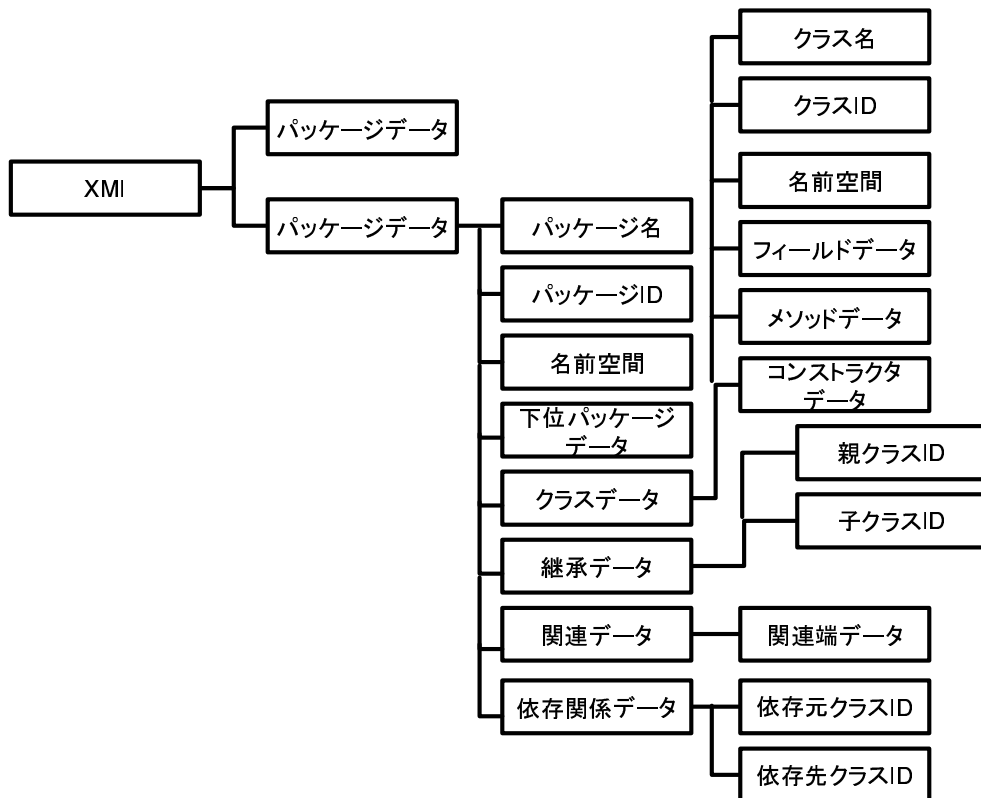 XMI
パッケージデータ
パッケージデータ
パッケージ名
パッケージID
名前空間
下位パッケージ
データ
クラスデータ
継承データ
関連データ
依存関係データ
クラス名
クラスID
名前空間
フィールドデータ
メソッドデータ
コンストラクタ
データ
親クラスID
子クラスID
関連端データ
依存元クラスID
依存先クラスID